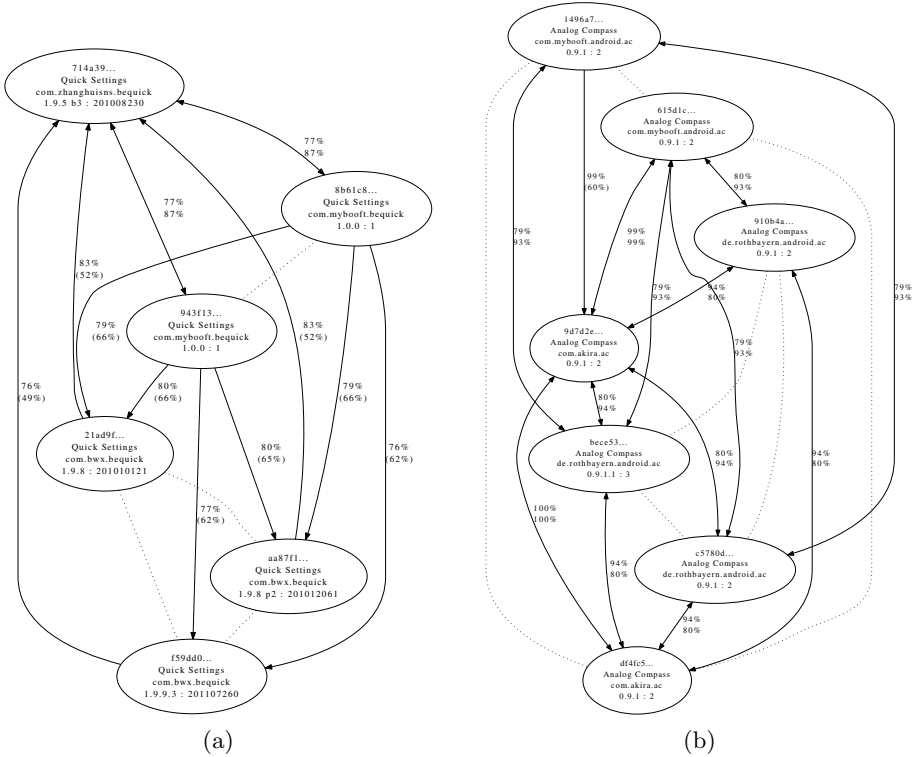 714a39...
Quick Settings
com.zhanghuisns.bequick
1.9.5 b3 : 201008230
77%
87%
8b61c8...
Quick Settings
com.mybooft.bequick
1.0.0 : 1
77%
87%
83%
(52%)
943f13...
Quick Settings
com.mybooft.bequick
1.0.0 : 1
79%
(66%)
83%
(52%)
76%
(49%)
80%
(66%)
79%
(66%)
21ad9f...
Quick Settings
com.bwx.bequick
1.9.8 : 201010121
80%
(65%)
76%
(62%)
77%
(62%)
aa87f1...
Quick Settings
com.bwx.bequick
1.9.8 p2 : 201012061
f59dd0...
Quick Settings
com.bwx.bequick
1.9.9.3 : 201107260
(a)
1496a7...
Analog Compass
com.mybooft.android.ac
0.9.1 : 2
615d1c...
Analog Compass
com.mybooft.android.ac
0.9.1 : 2
99%
(60%)
80%
93%
910b4a...
Analog Compass
de.rothbayern.android.ac
0.9.1 : 2
79%
93%
99%
99%
79%
93%
94%
80%
79%
93%
9d7d2e...
Analog Compass
com.akira.ac
0.9.1 : 2
79%
93%
80%
94%
bece53...
Analog Compass
de.rothbayern.android.ac
0.9.1.1 : 3
80%
94%
94%
80%
100%
100%
c5780d...
Analog Compass
de.rothbayern.android.ac
0.9.1 : 2
94%
80%
94%
80%
df4fc5...
Analog Compass
com.akira.ac
0.9.1 : 2
(b)